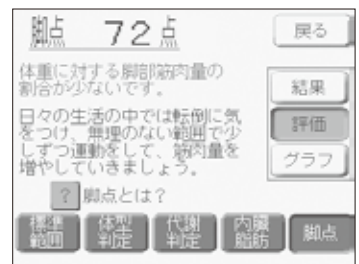 脚点 72点
戻る
体重に対する脚部筋肉量の
割合が少ないです。
結果
日々の生活の中では転倒に気
をつけ、無理のない範囲で少
しずつ運動をして、筋肉量を
増やしていきましょう。
評価
グラフ
? 脚点とは?
標準
範囲
体型
判定
代謝
判定
内臓
脂肪
脚点